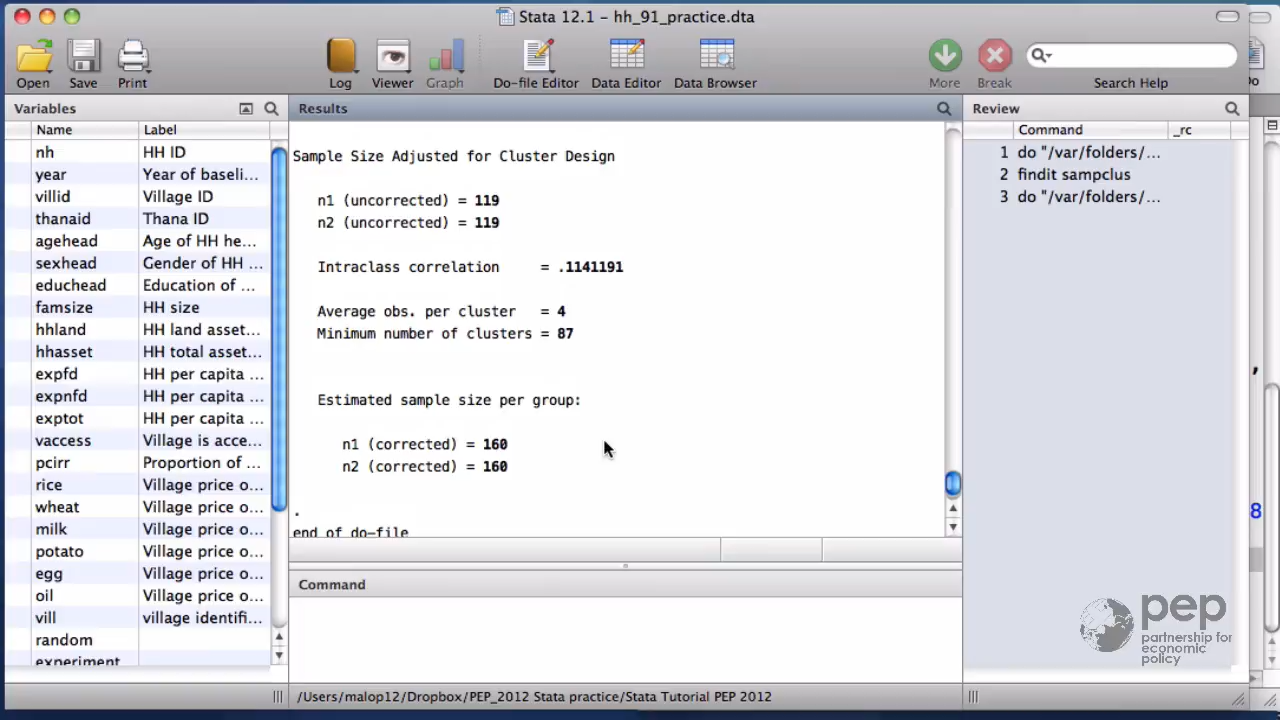 Stata 12.1 – hh_91_practice.dta
Open Save Print Log Viewer Graph Do-file Editor Data Editor Data Browser More Break Search Help
Variables
Name Label
nh HH ID
year Year of baseli...
villid Village ID
thanaid Thana ID
agehead Age of HH he...
sexhead Gender of HH ...
educhead Education of ...
famsize HH size
hhland HH land asset...
hhasset HH total asset...
expfd HH per capita ...
expnfd HH per capita ...
exptot HH per capita ...
vaccess Village is acce...
pcirr Proportion of ...
rice Village price o...
wheat Village price o...
milk Village price o...
potato Village price o...
egg Village price o...
oil Village price o...
vill village identifi...
random
experiment
Results
Sample Size Adjusted for Cluster Design
n1 (uncorrected) = 119
n2 (uncorrected) = 119
Intraclass correlation = .1141191
Average obs. per cluster = 4
Minimum number of clusters = 87
Estimated sample size per group:
n1 (corrected) = 160
n2 (corrected) = 160
.
end of do-file
Command
Review
Command _rc
1 do "/var/folders/...
2 findit sampclus
3 do "/var/folders/...
,
8
pep
partnership for
economic
policy
/Users/malop12/Dropbox/PEP_2012 Stata practice/Stata Tutorial PEP 2012